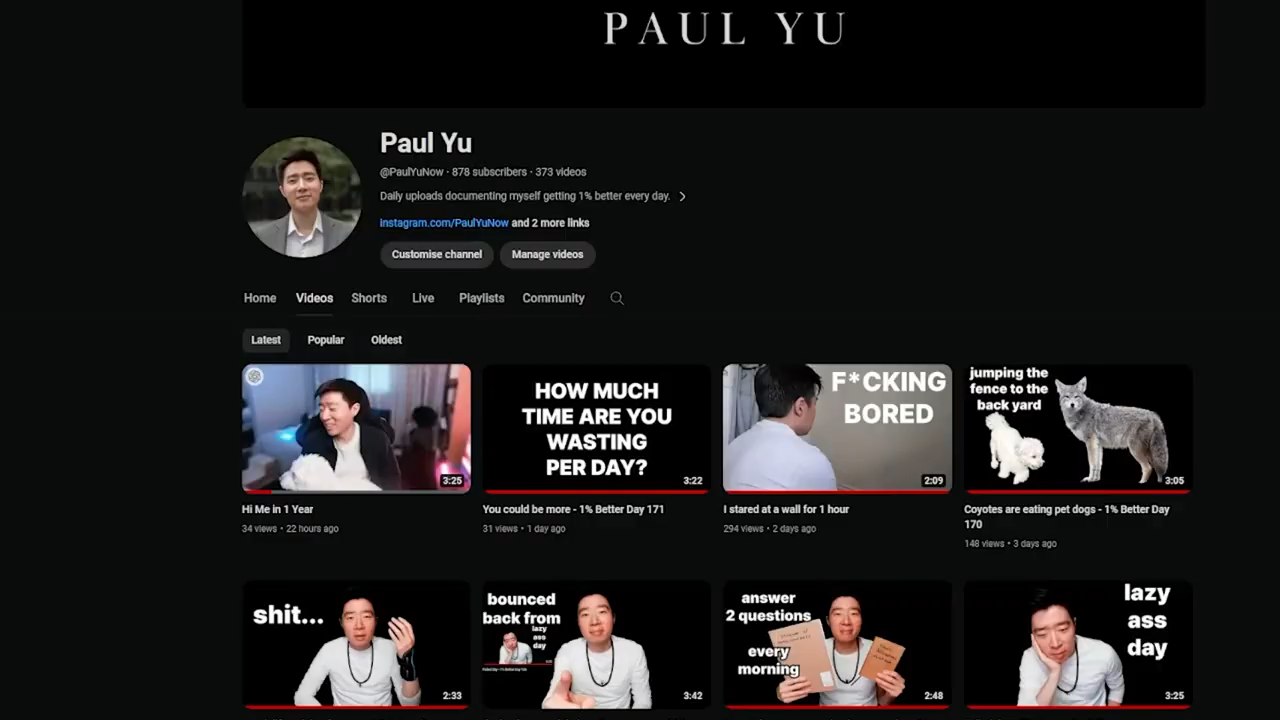 PAUL YU
Paul Yu
@PaulYuNow · 878 subscribers · 373 videos
Daily uploads documenting myself getting 1% better every day.
instagram.com/PaulYuNow and 2 more links
Customise channel
Manage videos
Home
Videos
Shorts
Live
Playlists
Community
Latest
Popular
Oldest
3:25
HOW MUCH
TIME ARE YOU
WASTING
PER DAY?
3:22
F*CKING
BORED
2:09
jumping the
fence to the
back yard
3:05
Hi Me in 1 Year
34 views • 22 hours ago
You could be more - 1% Better Day 171
31 views • 1 day ago
I stared at a wall for 1 hour
294 views • 2 days ago
Coyotes are eating pet dogs - 1% Better Day
170
148 views • 3 days ago
shit...
2:33
bounced
back from
lazy
ass
day
3:42
answer
2 questions
every
morning
2:48
lazy
ass
day
3:25